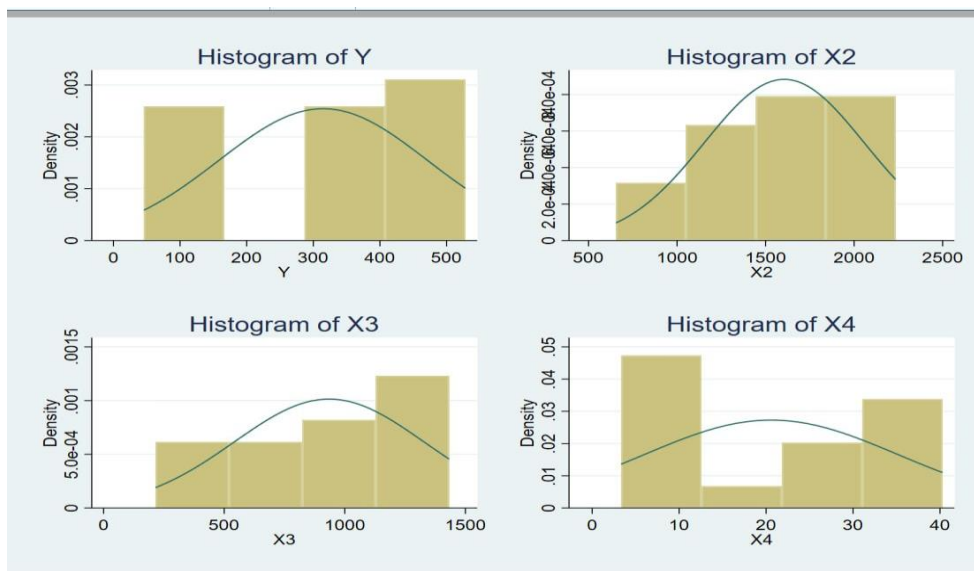 Histogram of Y
Density
.003
.002
.001
0
0 100 200 300 400 500
Y
Histogram of X2
Density
0
500 1000 1500 2000 2500
X2
Histogram of X3
Density
.0015
.001
5.0e-04
0
0 500 1000 1500
X3
Histogram of X4
Density
.05
.04
.03
.02
.01
0
0 10 20 30 40
X4